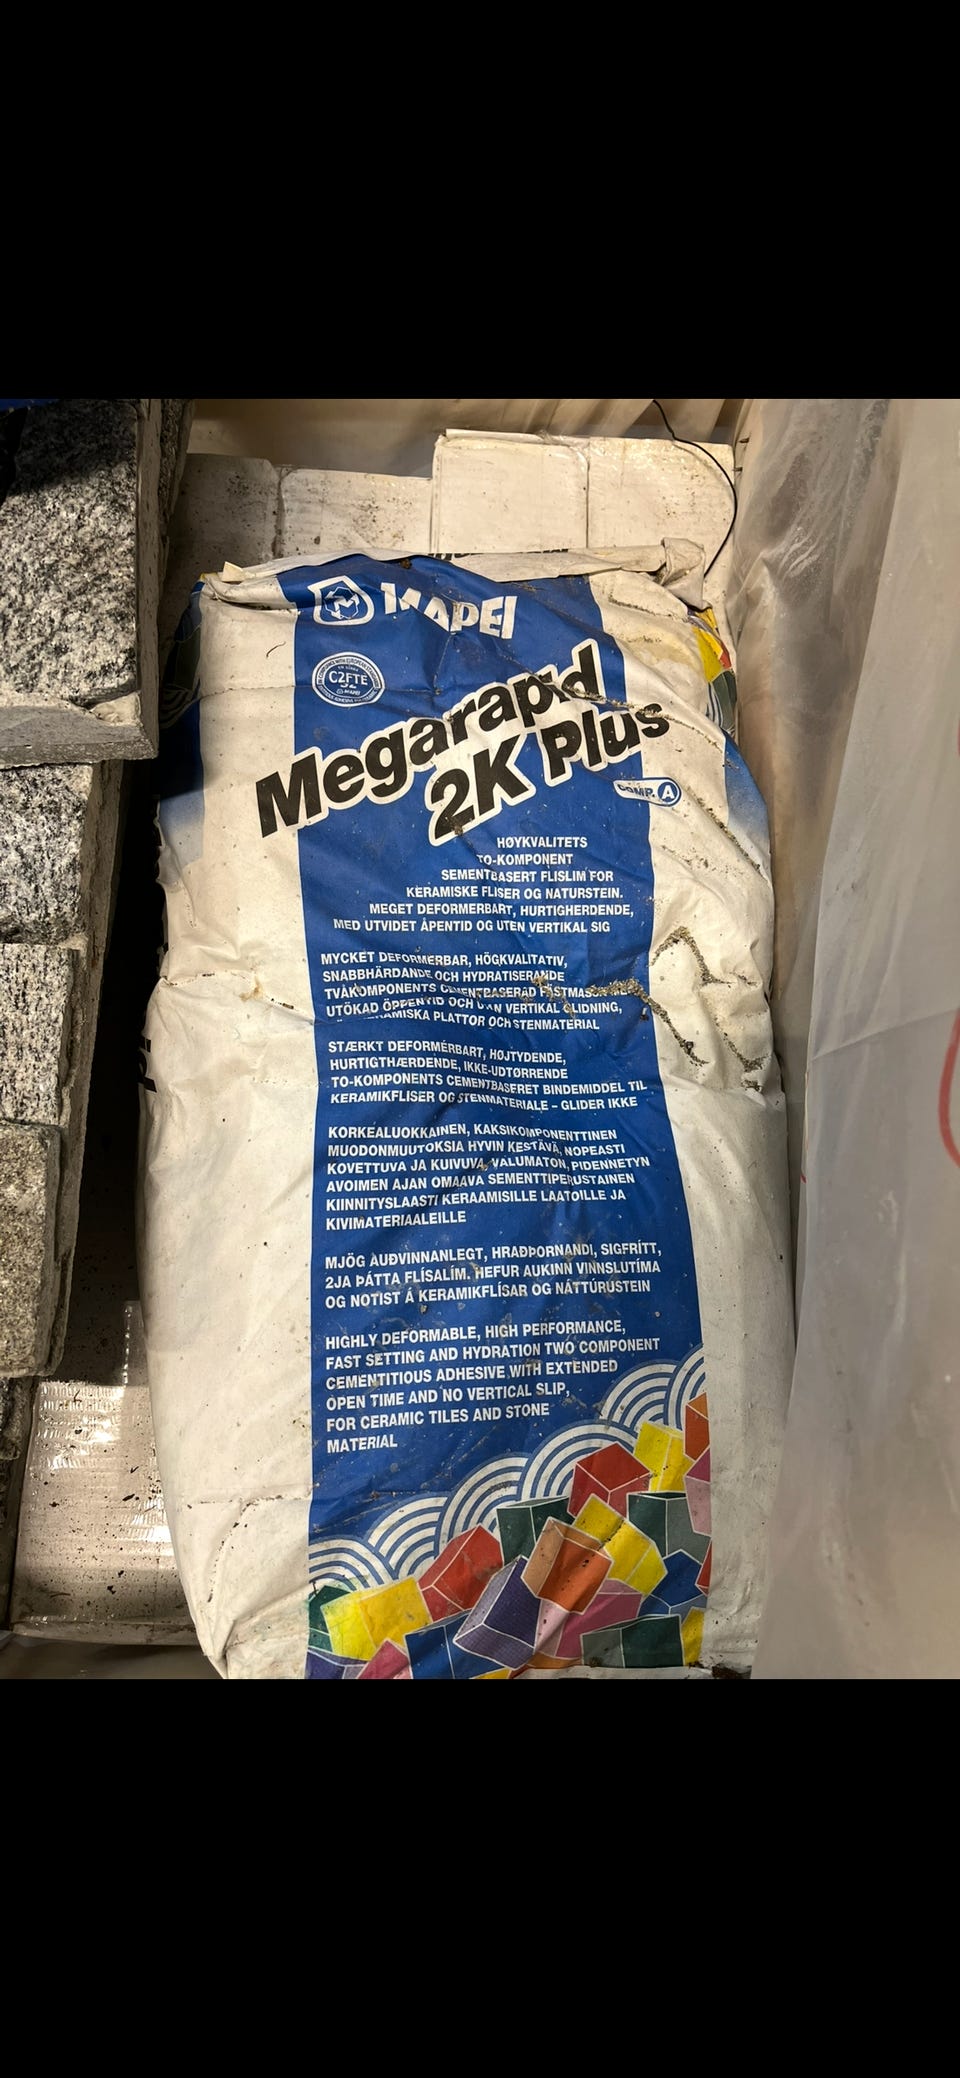 MAPEI
C2FTE
S2
MAPEI
Megarapid
2K Plus
COMP. A
HØYKVALITETS
TO-KOMPONENT
SEMENTBASERT FLISLIM FOR
KERAMISKE FLISER OG NATURSTEIN.
MEGET DEFORMERBART, HURTIGHERDENDE,
MED UTVIDET ÅPENTID OG UTEN VERTIKAL SIG
MYCKET DEFORMERBAR, HÖGKVALITATIV,
SNABBHÄRDANDE OCH HYDRATISERANDE
TVÅKOMPONENTS CEMENTBASERAD
UTÖKAD ÖPPENTID OCH UTAN VERTIKAL GLIDNING,
PLATTOR OCH STENMATERIAL
STÆRKT DEFORMÉRBART, HØJTYDENDE,
HURTIGTHÆRDENDE, IKKE-UDTØRRENDE
TO-KOMPONENTS CEMENTBASERET BINDEMIDDEL TIL
KERAMIKFLISER OG STENMATERIALE – GLIDER IKKE
KORKEALUOKKAINEN, KAKSIKOMPONENTTINEN
MUODONMUUTOKSIA HYVIN KESTÄVÄ, NOPEASTI
KOVETTUVA JA KUIVUVA, VALUMATON, PIDENNETYN
AVOIMEN AJAN OMAAVA SEMENTTIPERUSTAINEN
KIINNITYSLAASTI KERAAMISILLE LAATOILLE JA
KIVIMATERIAALEILLE
MJÖG AUÐVINNANLEGT, HRAÐÞORNANDI, SIGFRÍTT,
2JA ÞÁTTA FLÍSALÍM. HEFUR AUKINN VINNSLUTÍMA
OG NOTIST Á KERAMIKFLÍSAR OG NÁTTÚRUSTEIN
HIGHLY DEFORMABLE, HIGH PERFORMANCE,
FAST SETTING AND HYDRATION TWO COMPONENT
CEMENTITIOUS ADHESIVE WITH EXTENDED
OPEN TIME AND NO VERTICAL SLIP,
FOR CERAMIC TILES AND STONE
MATERIAL